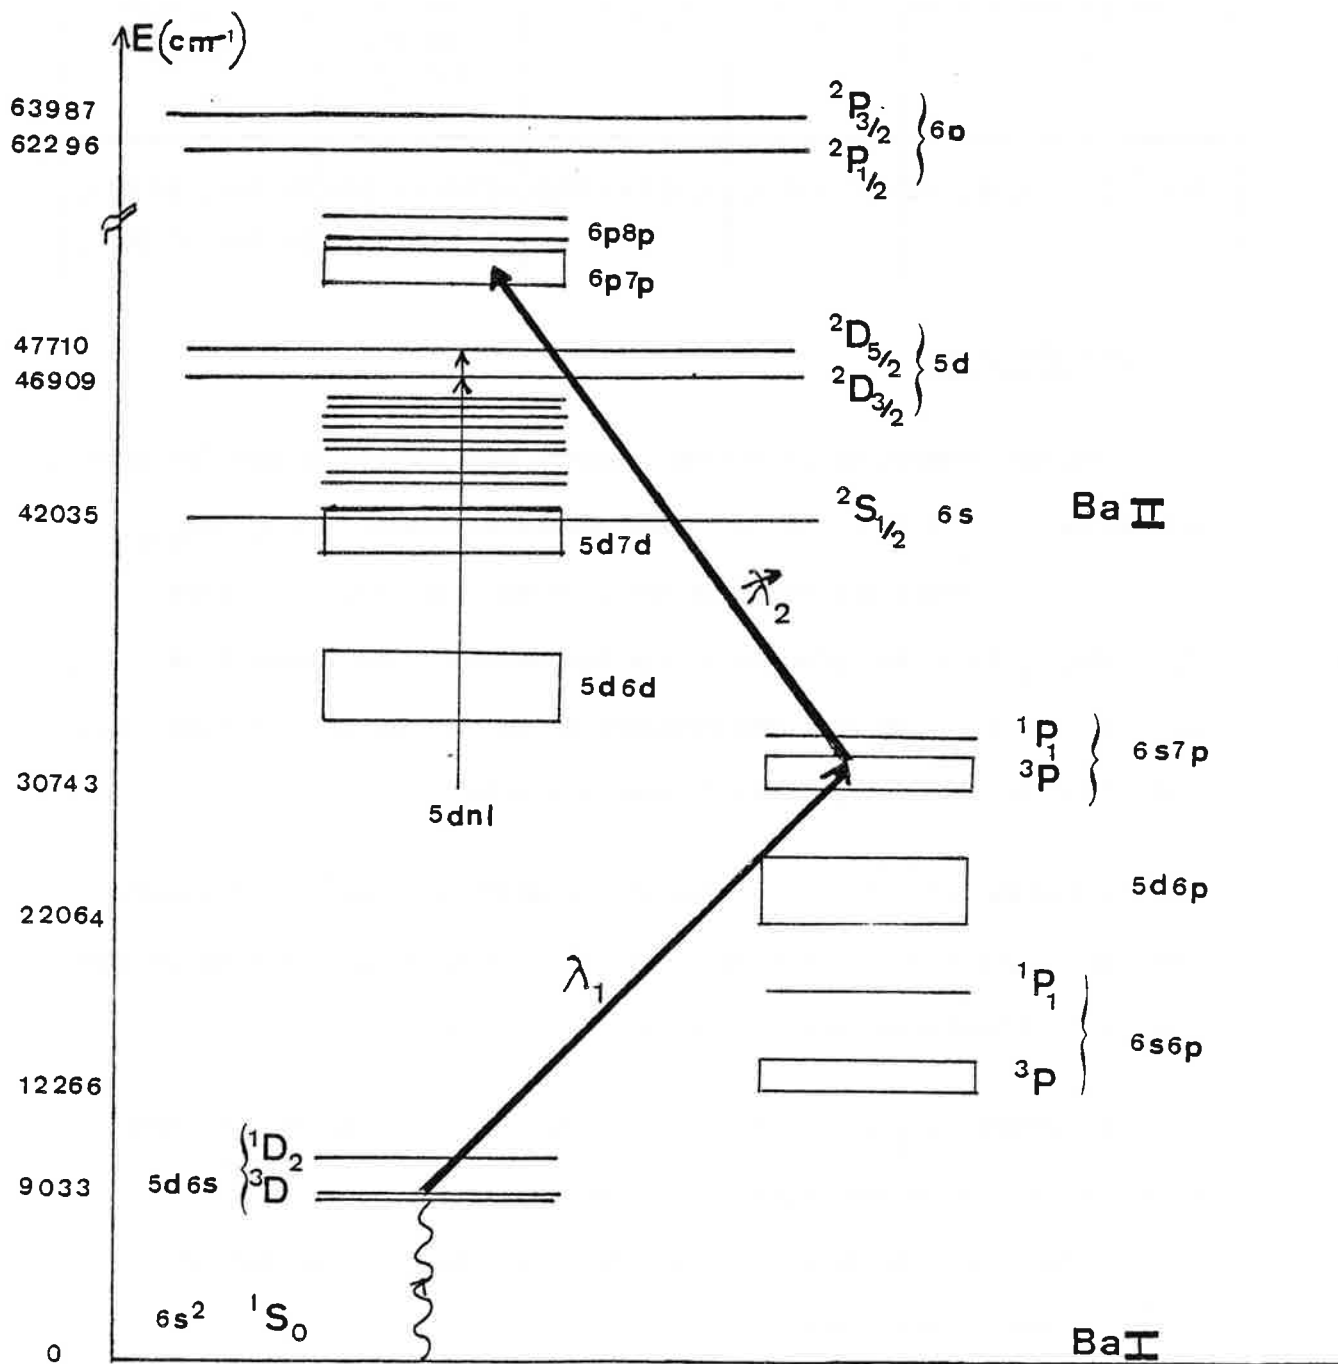 E(cm⁻¹)
63987 ²P₃/₂
62296 ²P₁/₂ 6p
6p8p
6p7p
47710 ²D₅/₂
46909 ²D₃/₂ 5d
42035 ²S₁/₂ 6s Ba II
5d7d
λ₂
5d6d
¹P₁
³P 6s7p
30743
5dnl
5d6p
22064
λ₁
¹P₁
6s6p
³P
12266
¹D₂
9033 5d6s ³D
6s² ¹S₀
0 Ba I